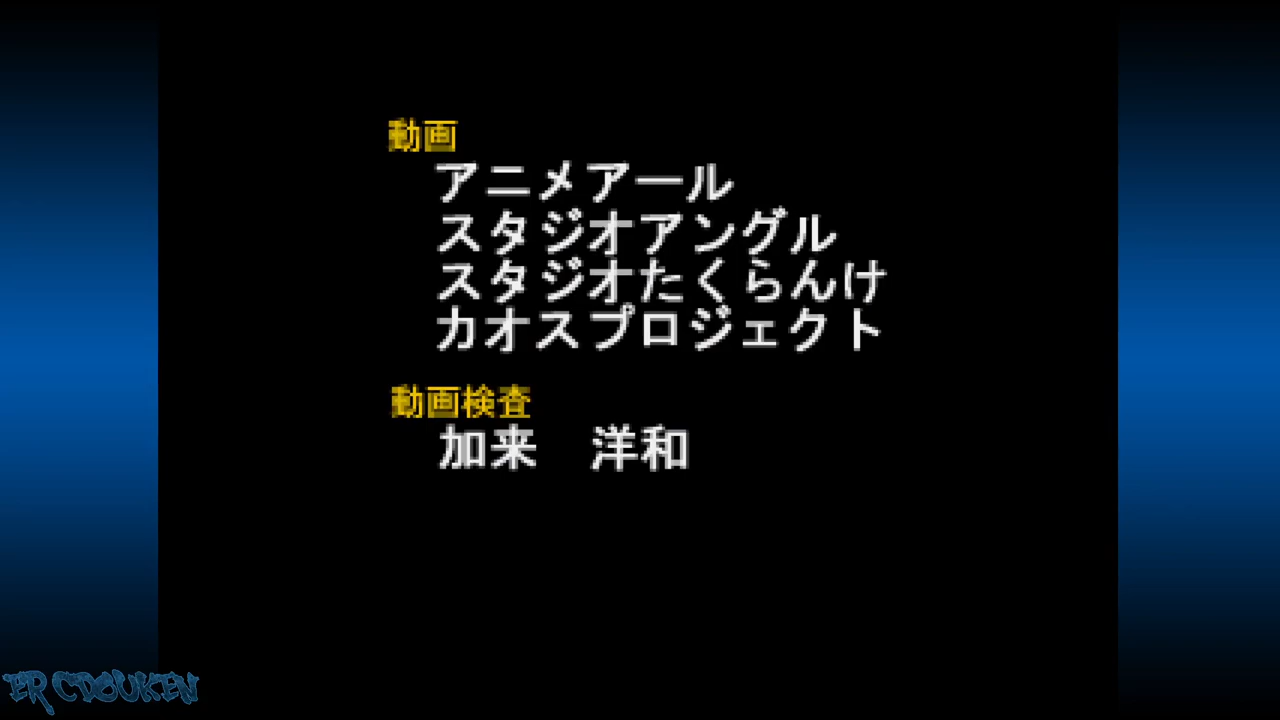 動画
アニメアール
スタジオアングル
スタジオたくらんけ
カオスプロジェクト
動画検査
加来　洋和
ER CDOUKEN